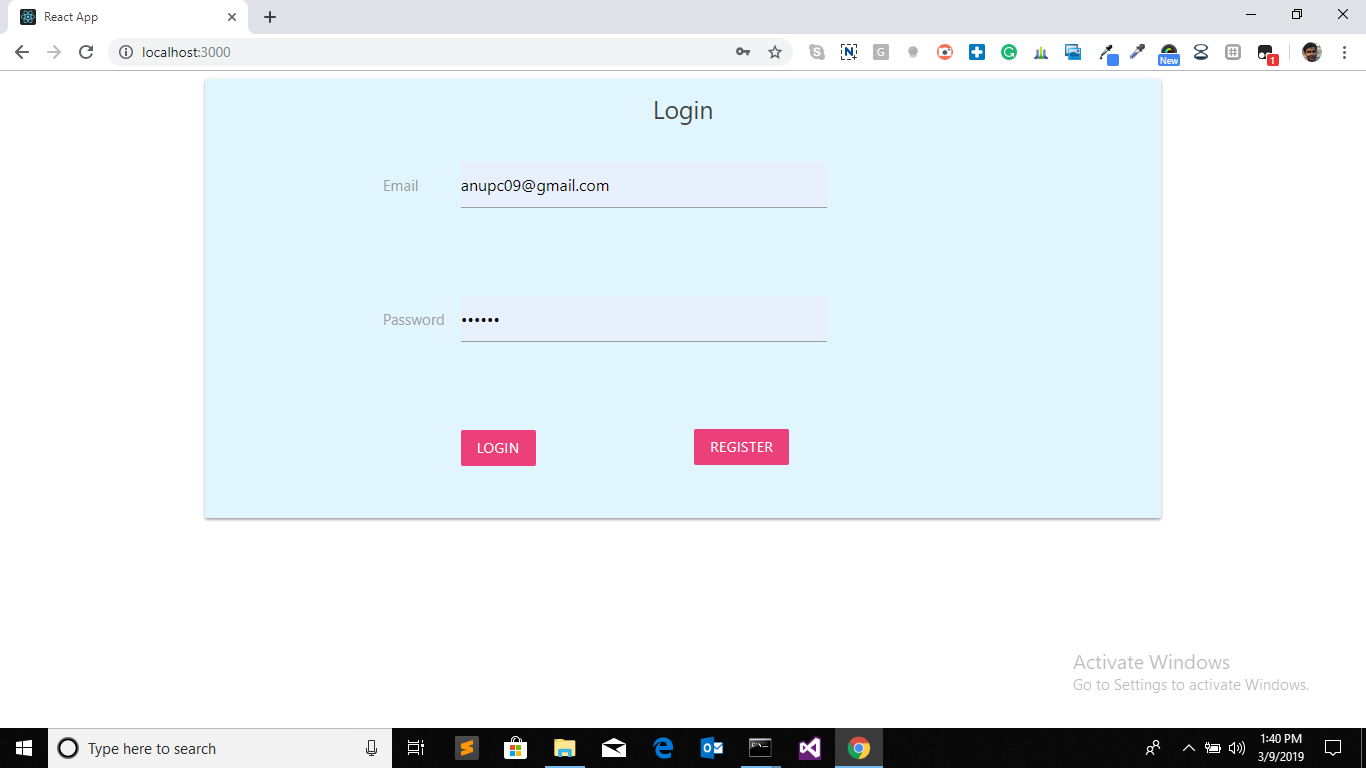 React App
localhost:3000
G
New
1
Login
Email
anupc09@gmail.com
Password
••••••
LOGIN
REGISTER
Activate Windows
Go to Settings to activate Windows.
Type here to search
1:40 PM
3/9/2019